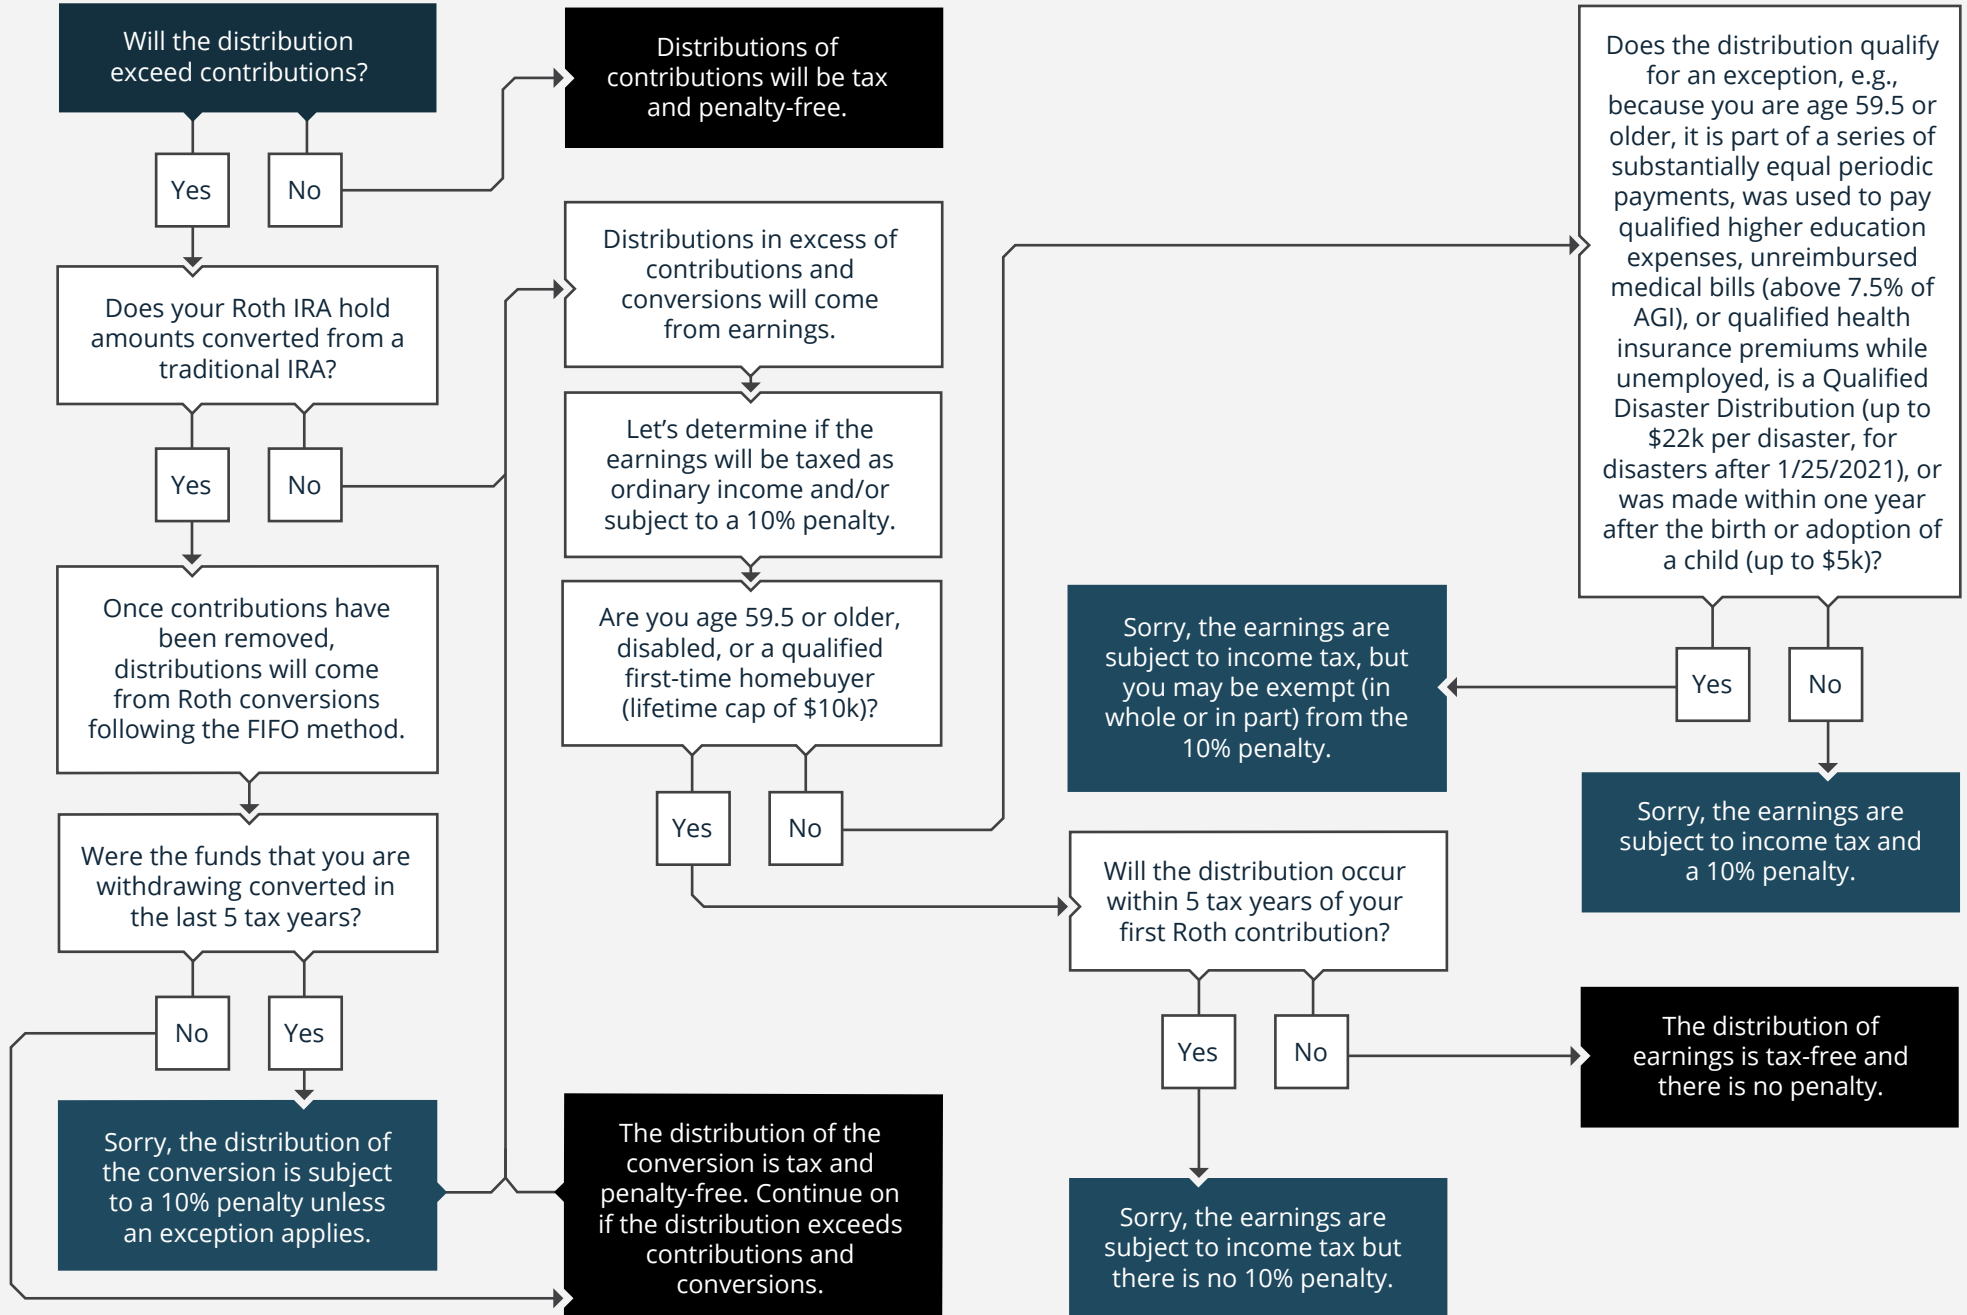 Will the distribution
exceed contributions?
Yes
No
Distributions of
contributions will be tax
and penalty-free.
Does your Roth IRA hold
amounts converted from a
traditional IRA?
Yes
No
Once contributions have
been removed,
distributions will come
from Roth conversions
following the FIFO method.
Were the funds that you are
withdrawing converted in
the last 5 tax years?
No
Yes
Sorry, the distribution of
the conversion is subject
to a 10% penalty unless
an exception applies.
The distribution of the
conversion is tax and
penalty-free. Continue on
if the distribution exceeds
contributions and
conversions.
Distributions in excess of
contributions and
conversions will come
from earnings.
Let’s determine if the
earnings will be taxed as
ordinary income and/or
subject to a 10% penalty.
Are you age 59.5 or older,
disabled, or a qualified
first-time homebuyer
(lifetime cap of $10k)?
Yes
No
Will the distribution occur
within 5 tax years of your
first Roth contribution?
Yes
No
Sorry, the earnings are
subject to income tax but
there is no 10% penalty.
The distribution of
earnings is tax-free and
there is no penalty.
Does the distribution qualify
for an exception, e.g.,
because you are age 59.5 or
older, it is part of a series of
substantially equal periodic
payments, was used to pay
qualified higher education
expenses, unreimbursed
medical bills (above 7.5% of
AGI), or qualified health
insurance premiums while
unemployed, is a Qualified
Disaster Distribution (up to
$22k per disaster, for
disasters after 1/25/2021), or
was made within one year
after the birth or adoption of
a child (up to $5k)?
Yes
No
Sorry, the earnings are
subject to income tax, but
you may be exempt (in
whole or in part) from the
10% penalty.
Sorry, the earnings are
subject to income tax and
a 10% penalty.